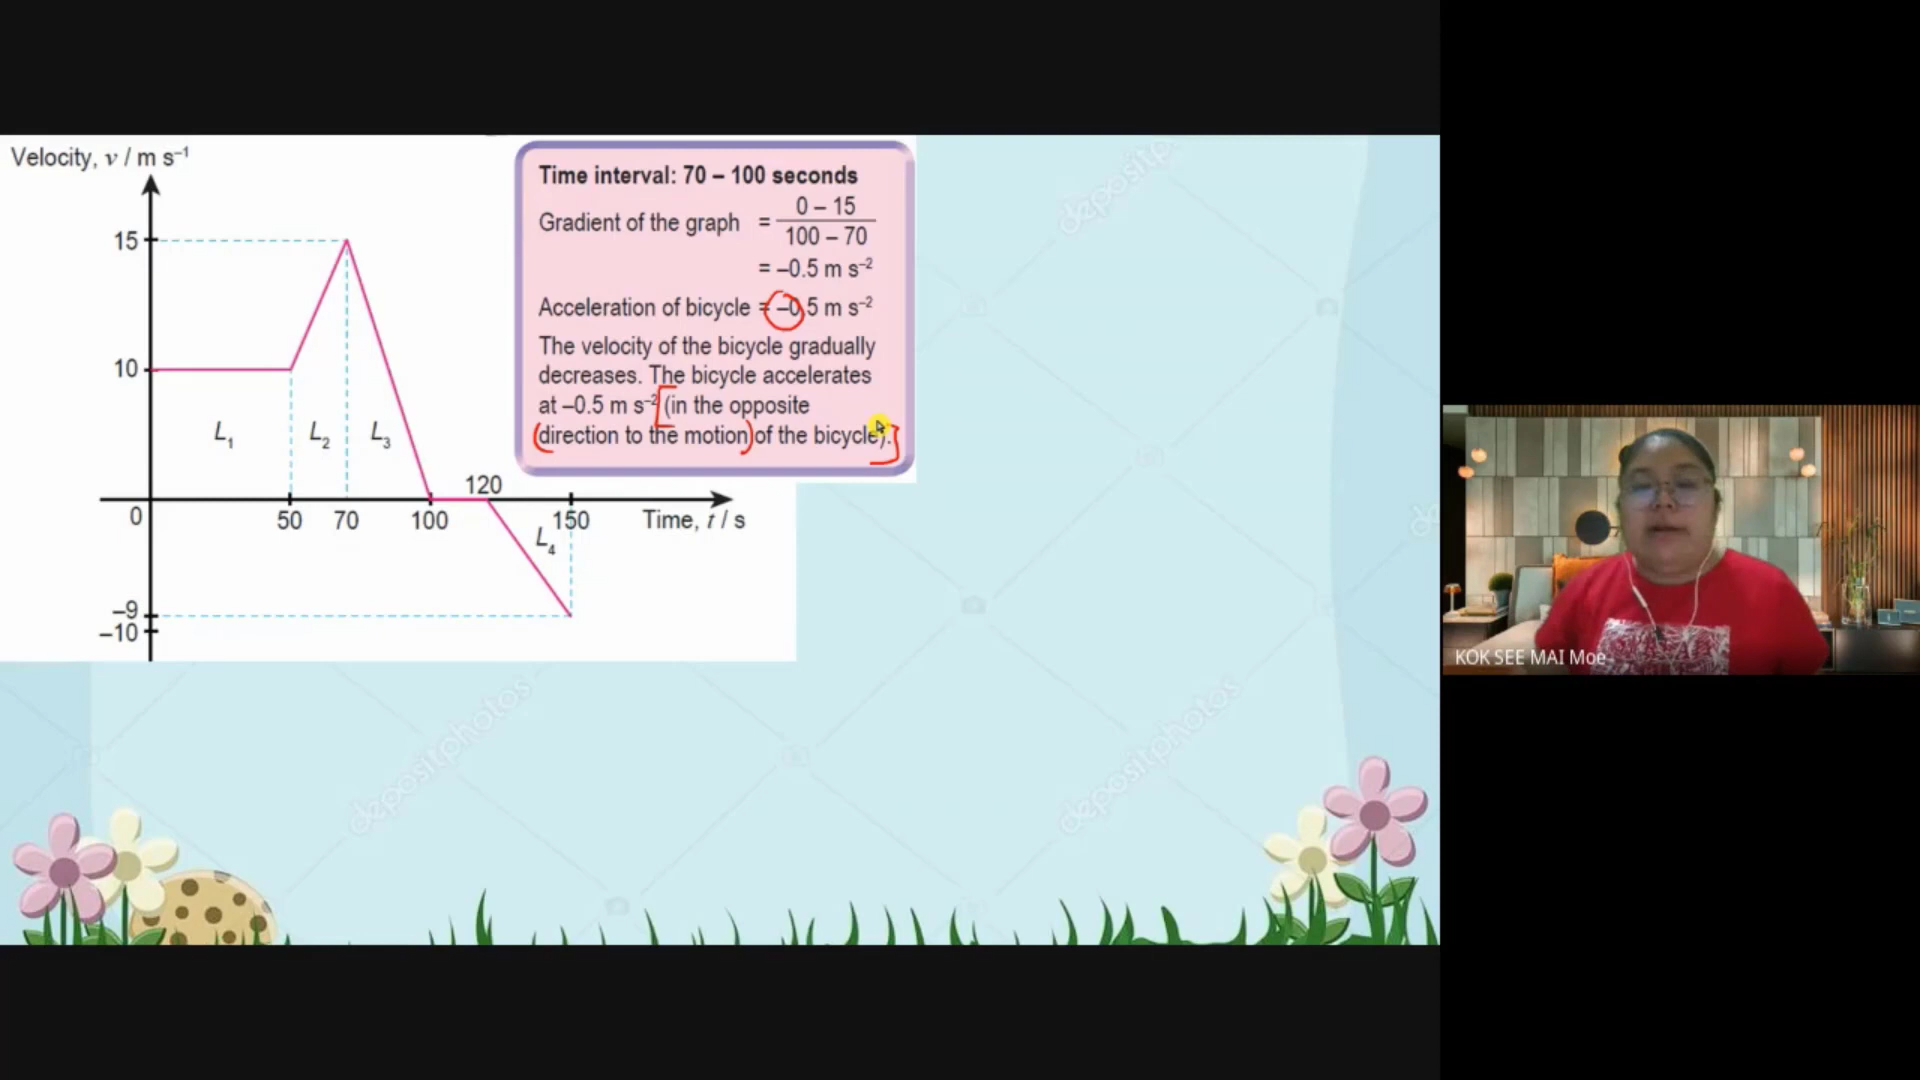 Velocity, v / m s⁻¹
15
10
L₁
L₂
L₃
120
0
50
70
100
150
Time, t / s
L₄
–9
–10
Time interval: 70 – 100 seconds
Gradient of the graph = 0 – 15
100 – 70
= –0.5 m s⁻²
Acceleration of bicycle = –0.5 m s⁻²
The velocity of the bicycle gradually
decreases. The bicycle accelerates
at –0.5 m s⁻² (in the opposite
direction to the motion of the bicycle).
depositphotos
depositphotos
depositphotos
KOK SEE MAI Moe